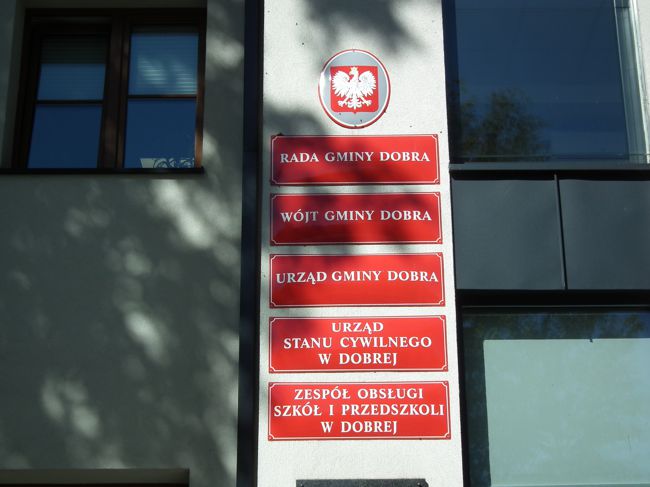 RADA GMINY DOBRA
WÓJT GMINY DOBRA
URZĄD GMINY DOBRA
URZĄD
STANU CYWILNEGO
W DOBREJ
ZESPÓŁ OBSŁUGI
SZKÓŁ I PRZEDSZKOLI
W DOBREJ